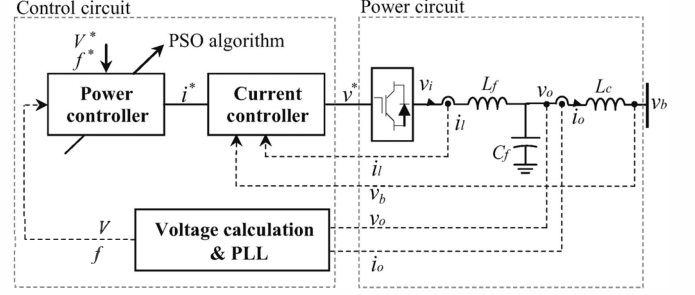 Control circuit
Power circuit
V*
f*
PSO algorithm
Power
controller
i*
Current
controller
v*
vi
Lf
vo
Lc
vb
il
io
Cf
il
vb
vo
V
f
Voltage calculation
& PLL
io